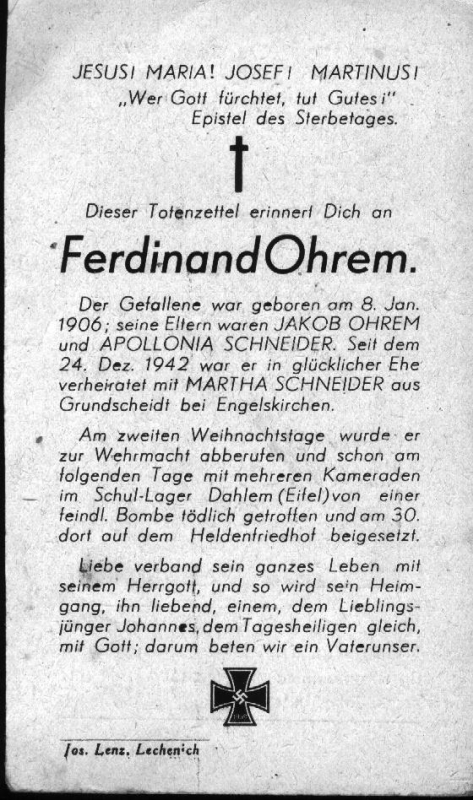 JESUS! MARIA! JOSEF! MARTINUS!
„Wer Gott fürchtet, tut Gutes!"
Epistel des Sterbetages.
Dieser Totenzettel erinnert Dich an
Ferdinand Ohrem.
Der Gefallene war geboren am 8. Jan.
1906; seine Eltern waren JAKOB OHREM
und APOLLONIA SCHNEIDER. Seit dem
24. Dez. 1942 war er in glücklicher Ehe
verheiratet mit MARTHA SCHNEIDER aus
Grundscheidt bei Engelskirchen.
Am zweiten Weihnachtstage wurde er
zur Wehrmacht abberufen und schon am
folgenden Tage mit mehreren Kameraden
im Schul-Lager Dahlem (Eifel) von einer
feindl. Bombe tödlich getroffen und am 30.
dort auf dem Heldenfriedhof beigesetzt.
Liebe verband sein ganzes Leben mit
seinem Herrgott, und so wird sein Heim-
gang, ihn liebend, einem, dem Lieblings-
jünger Johannes, dem Tagesheiligen gleich,
mit Gott; darum beten wir ein Vaterunser.
Jos. Lenz, Lechenich